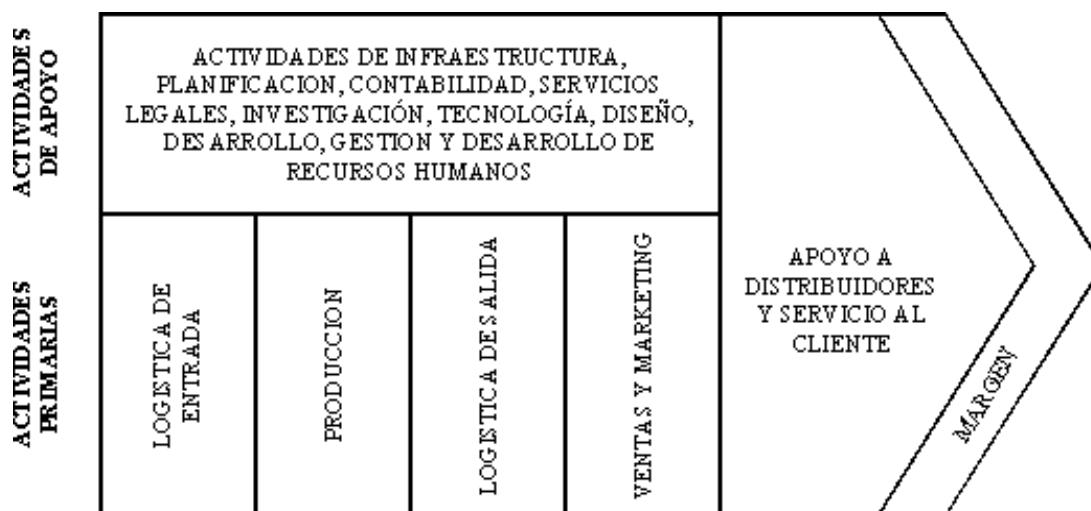 ACTIVIDADES
DE APOYO
ACTIVIDADES DE INFRAESTRUCTURA,
PLANIFICACION, CONTABILIDAD, SERVICIOS
LEGALES, INVESTIGACIÓN, TECNOLOGÍA, DISEÑO,
DESARROLLO, GESTION Y DESARROLLO DE
RECURSOS HUMANOS
ACTIVIDADES
PRIMARIAS
LOGISTICA DE
ENTRADA
PRODUCCION
LOGISTICA DE SALIDA
VENTAS Y MARKETING
APOYO A
DISTRIBUIDORES
Y SERVICIO AL
CLIENTE
MARGEN